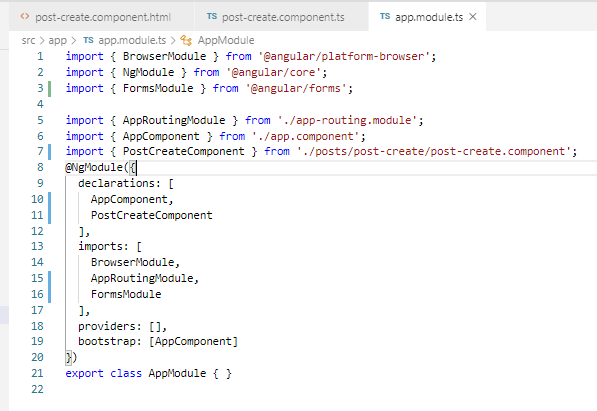 <> post-create.component.html
TS post-create.component.ts
TS app.module.ts ×
src > app > TS app.module.ts > AppModule
1 import { BrowserModule } from '@angular/platform-browser';
2 import { NgModule } from '@angular/core';
3 import { FormsModule } from '@angular/forms';
4
5 import { AppRoutingModule } from './app-routing.module';
6 import { AppComponent } from './app.component';
7 import { PostCreateComponent } from './posts/post-create/post-create.component';
8 @NgModule({
9 declarations: [
10 AppComponent,
11 PostCreateComponent
12 ],
13 imports: [
14 BrowserModule,
15 AppRoutingModule,
16 FormsModule
17 ],
18 providers: [],
19 bootstrap: [AppComponent]
20 })
21 export class AppModule { }
22